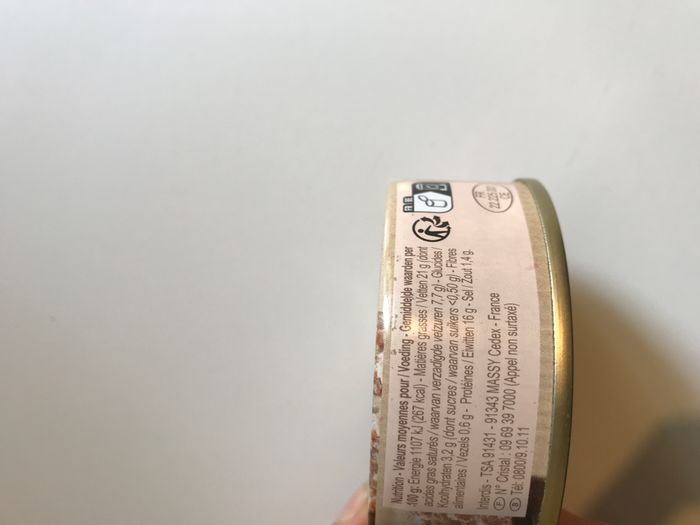 Nutrition - Valeurs moyennes pour / Voeding - Gemiddelde waarden per
100 g: Energie 1107 kJ (267 kcal) - Matières grasses / Vetten 21 g (dont
acides gras saturés / waarvan verzadigde vetzuren 7,7 g) - Glucides /
Koolhydraten 3,2 g (dont sucres / waarvan suikers <0,50 g) - Fibres
alimentaires / Vezels 0,6 g - Protéines / Eiwitten 16 g - Sel / Zout 1,4 g.
Interdis - TSA 91431 - 91343 MASSY Cedex - France
F N° Cristal : 09 69 39 7000 (Appel non surtaxé)
B Tél: 0800/9.10.11
FR
CE